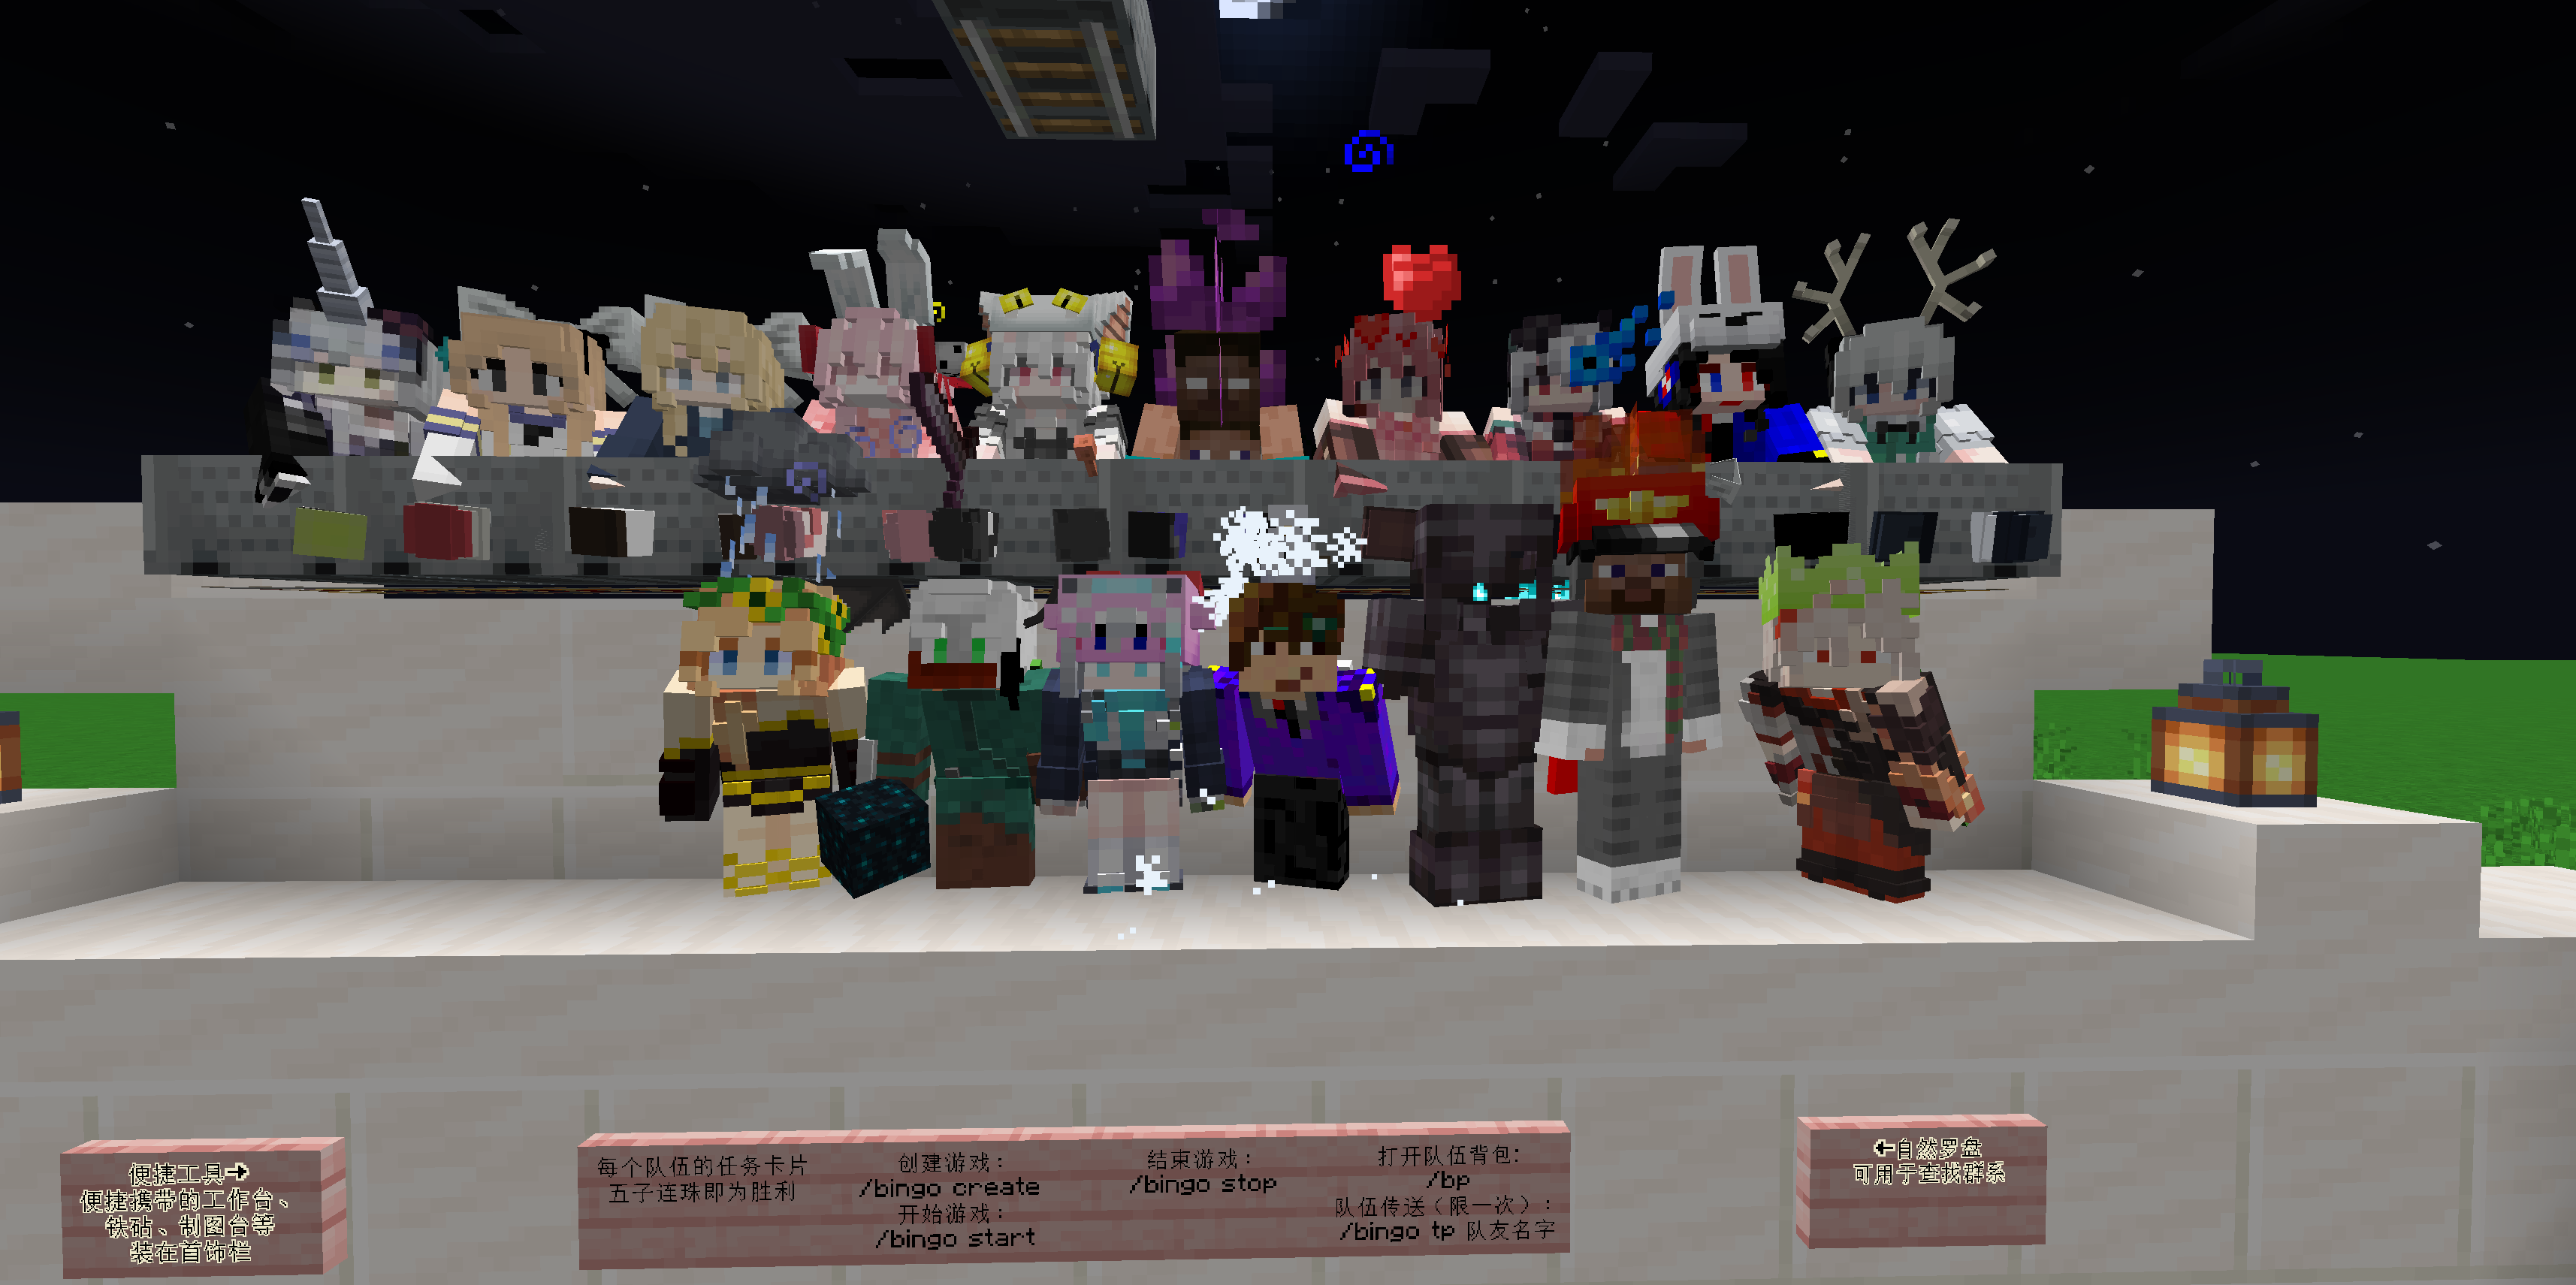 便捷工具→
便捷携带的工作台、
铁砧、制图台等
装在首饰栏
每个队伍的任务卡片
五子连珠即为胜利
创建游戏：
/bingo create
开始游戏：
/bingo start
结束游戏：
/bingo stop
打开队伍背包：
/bp
队伍传送（限一次）：
/bingo tp 队友名字
←自然罗盘
可用于查找群系